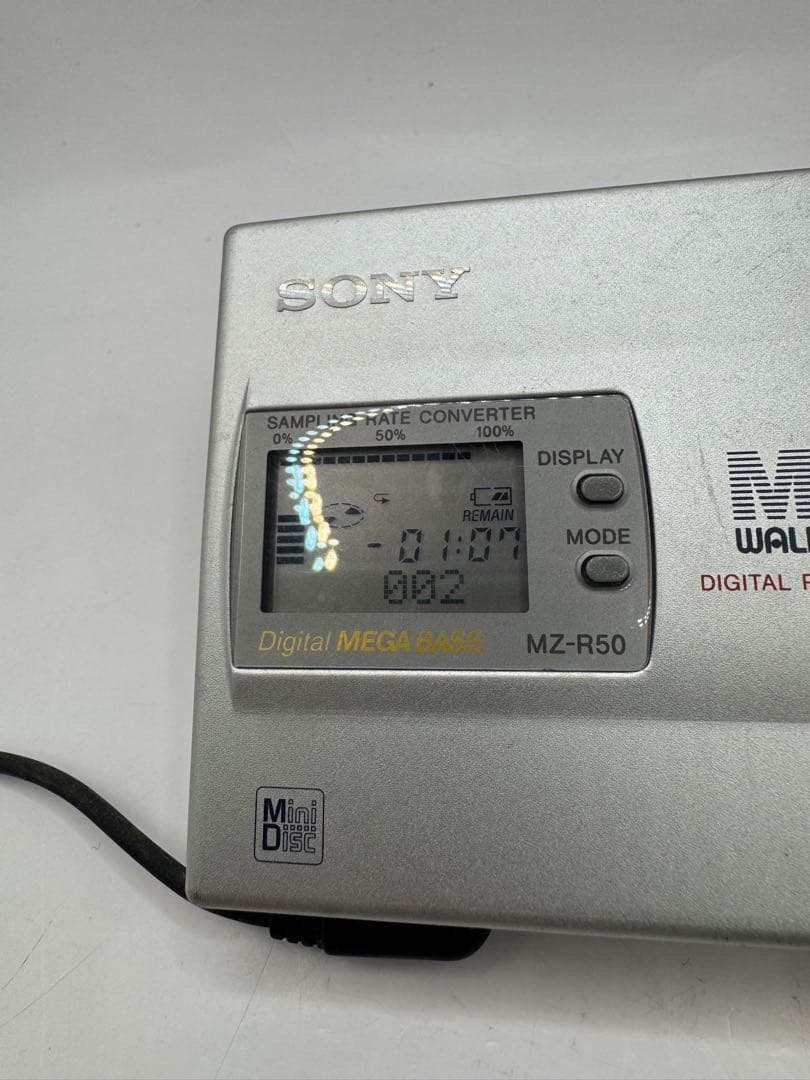 SONY
SAMPLING RATE CONVERTER
0% 50% 100%
DISPLAY
REMAIN
MODE
-01:07
002
Digital MEGA BASS
MZ-R50
DIGITAL
Mini
Disc